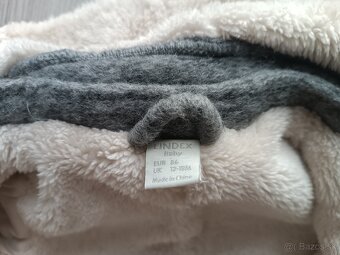 LINDEX
Baby
EUR 86
UK 12-18M
Made in China
© Bazos.sk